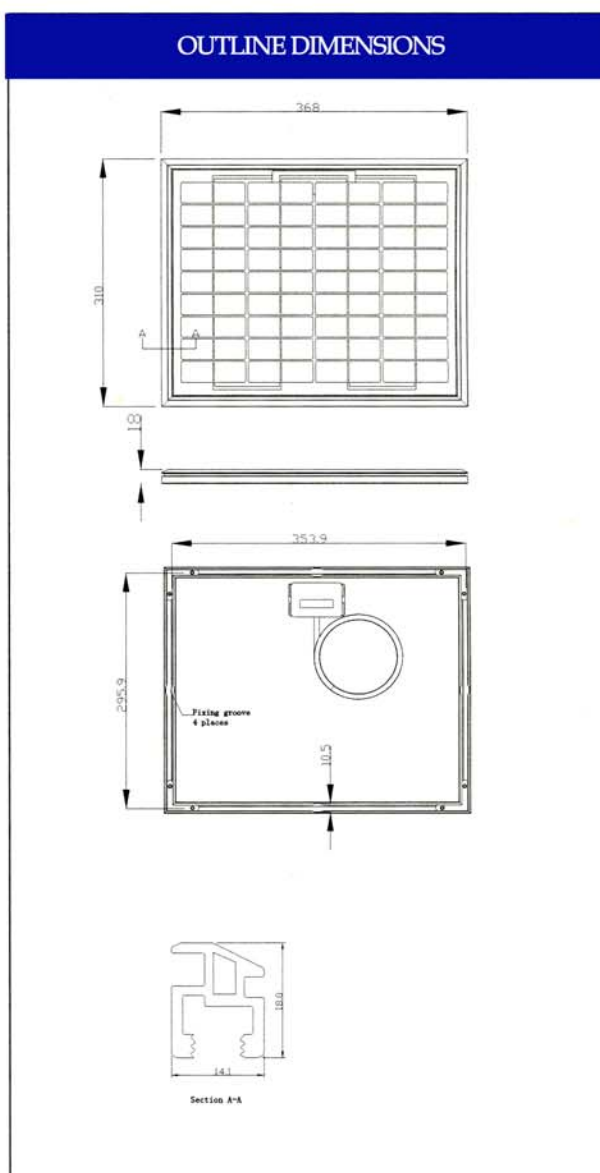 OUTLINE DIMENSIONS
368
310
A A
18
353.9
295.9
Fixing groove
4 places
10.5
18.0
14.1
Section A-A